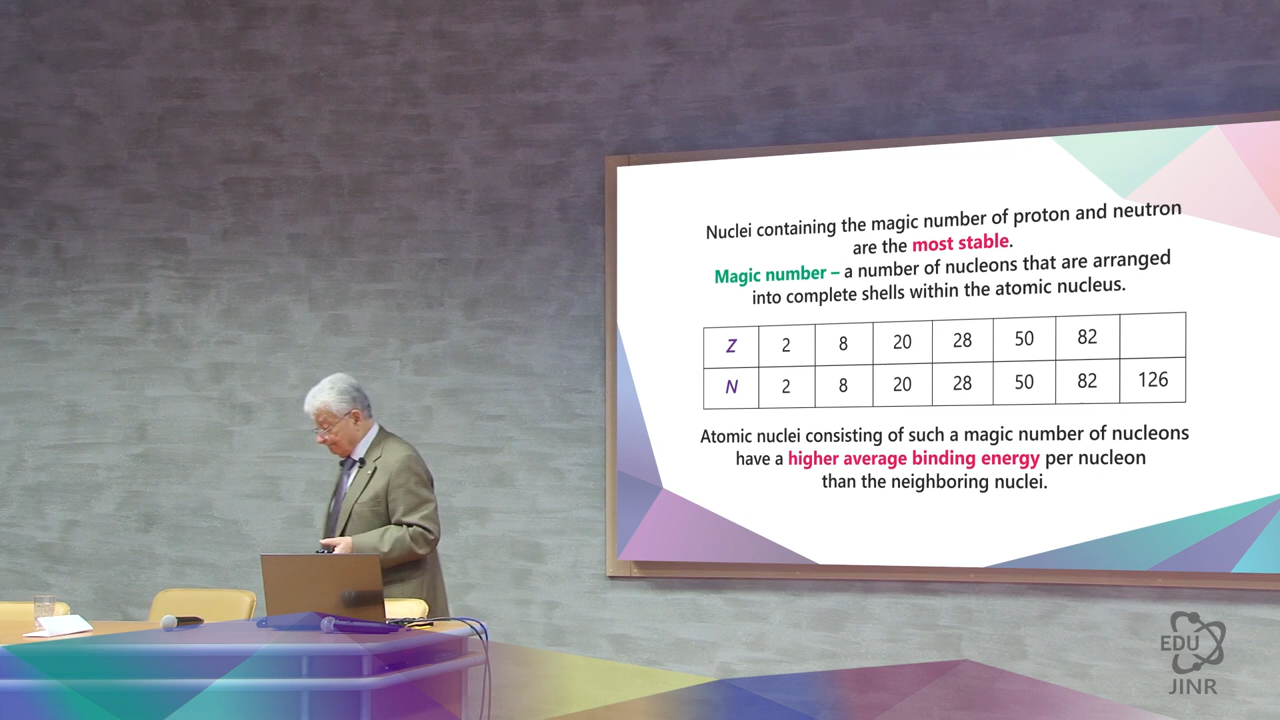 Nuclei containing the magic number of proton and neutron
are the most stable.
Magic number – a number of nucleons that are arranged
into complete shells within the atomic nucleus.
Z 2 8 20 28 50 82
N 2 8 20 28 50 82 126
Atomic nuclei consisting of such a magic number of nucleons
have a higher average binding energy per nucleon
than the neighboring nuclei.
EDU
JINR